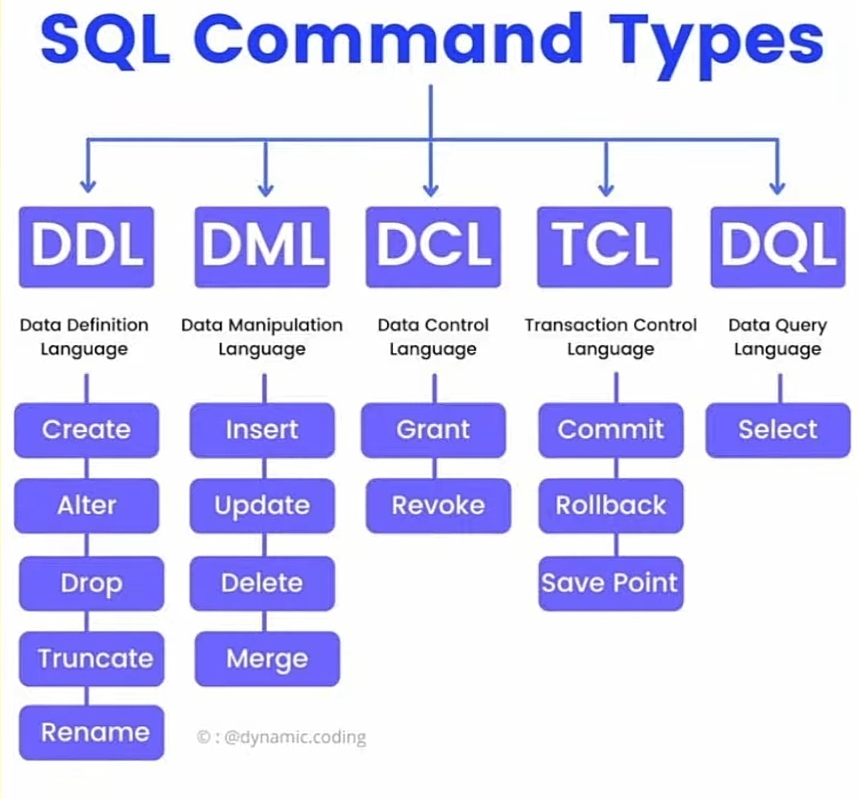 SQL Command Types
DDL
DML
DCL
TCL
DQL
Data Definition
Language
Data Manipulation
Language
Data Control
Language
Transaction Control
Language
Data Query
Language
Create
Alter
Drop
Truncate
Rename
Insert
Update
Delete
Merge
Grant
Revoke
Commit
Rollback
Save Point
Select
© : @dynamic.coding